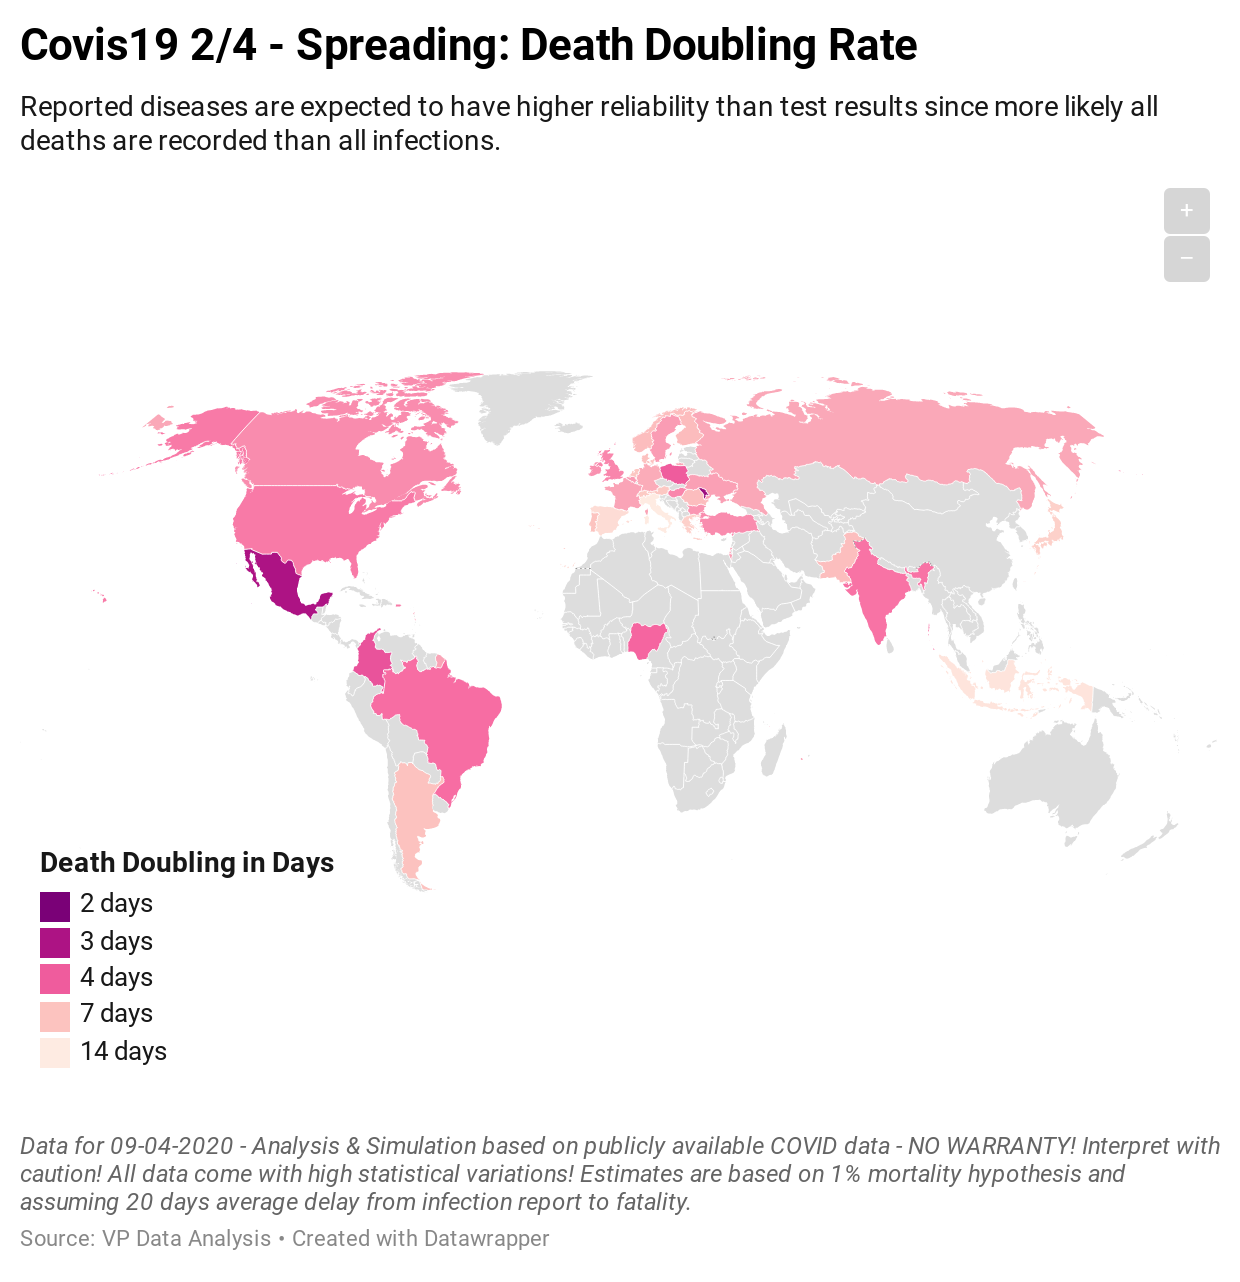 Covis19 2/4 - Spreading: Death Doubling Rate
Reported diseases are expected to have higher reliability than test results since more likely all
deaths are recorded than all infections.
+
−
Death Doubling in Days
2 days
3 days
4 days
7 days
14 days
Data for 09-04-2020 - Analysis & Simulation based on publicly available COVID data - NO WARRANTY! Interpret with
caution! All data come with high statistical variations! Estimates are based on 1% mortality hypothesis and
assuming 20 days average delay from infection report to fatality.
Source: VP Data Analysis • Created with Datawrapper